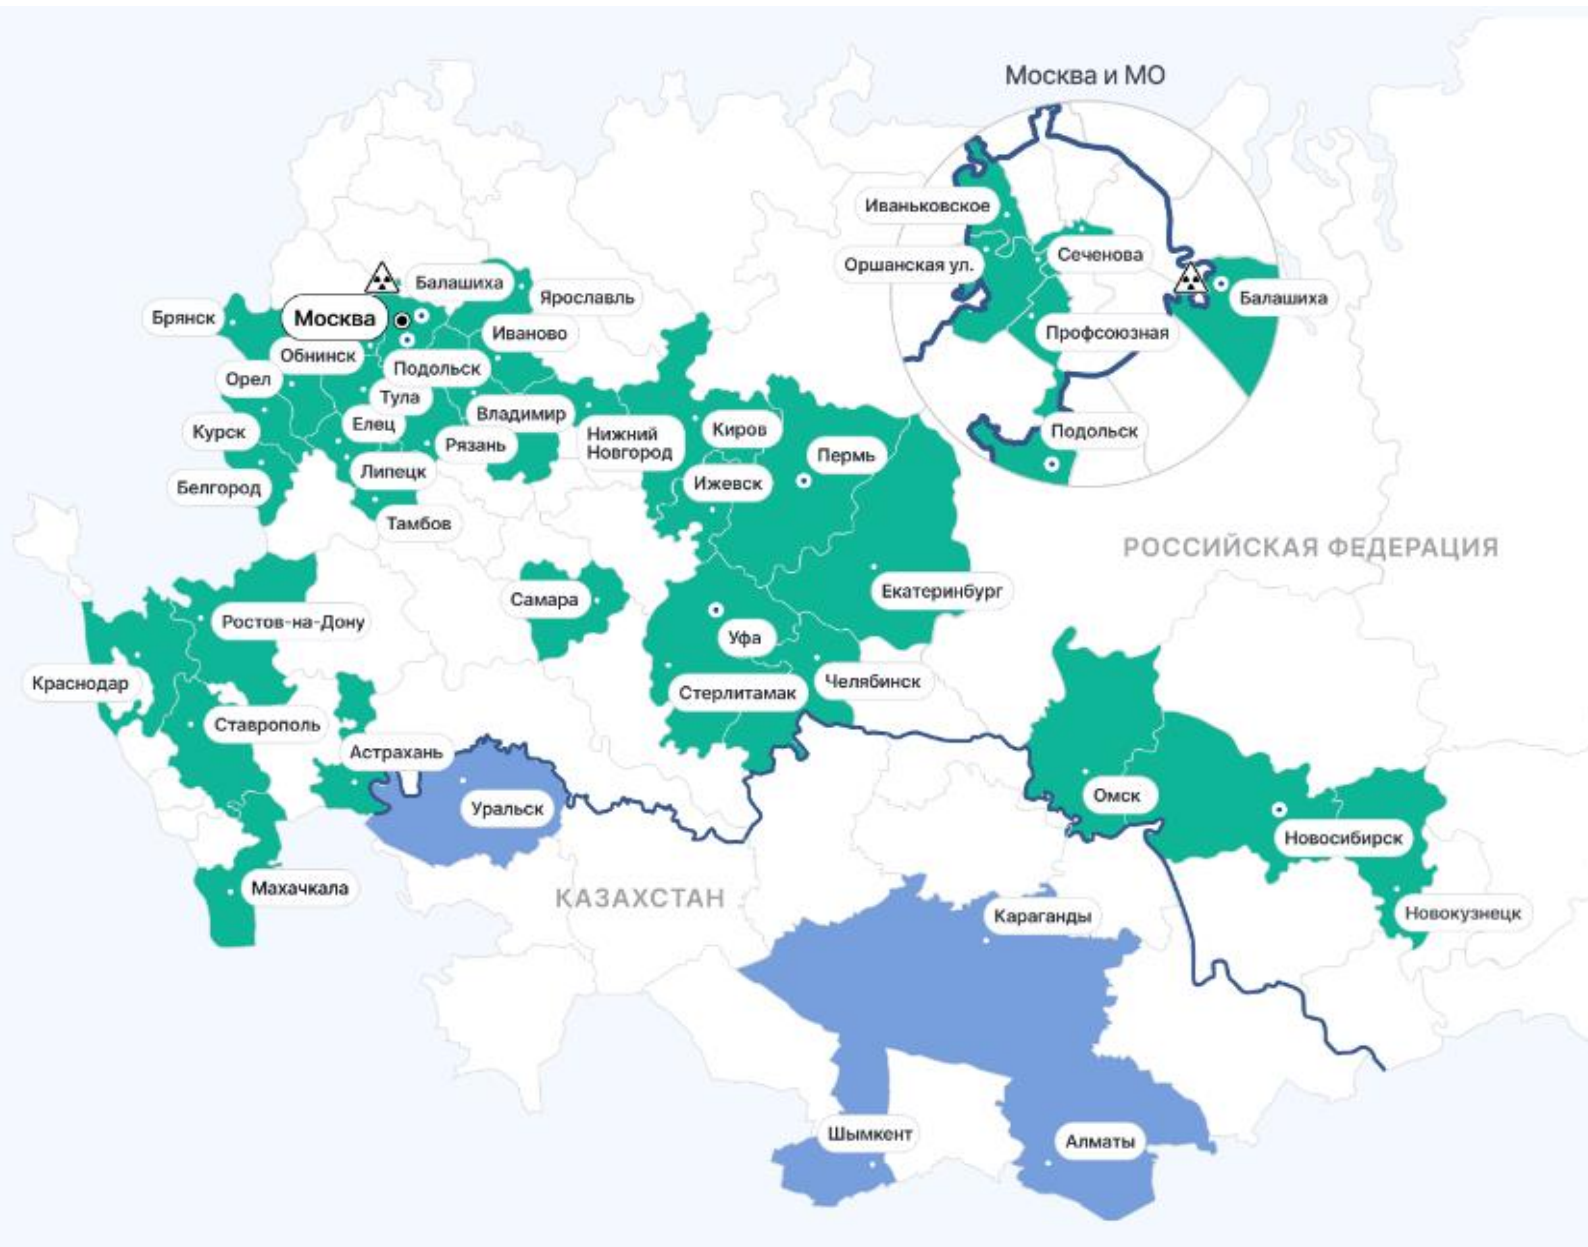 Москва и МО
Иваньковское
Оршанская ул.
Сеченова
Балашиха
Профсоюзная
Подольск
Балашиха
Ярославль
Брянск
Москва
Иваново
Обнинск
Подольск
Орел
Тула
Владимир
Елец
Курск
Рязань
Нижний
Новгород
Киров
Пермь
Липецк
Ижевск
Белгород
Тамбов
РОССИЙСКАЯ ФЕДЕРАЦИЯ
Самара
Екатеринбург
Ростов-на-Дону
Уфа
Краснодар
Стерлитамак
Челябинск
Ставрополь
Астрахань
Уральск
Омск
Новосибирск
Махачкала
КАЗАХСТАН
Караганды
Новокузнецк
Шымкент
Алматы